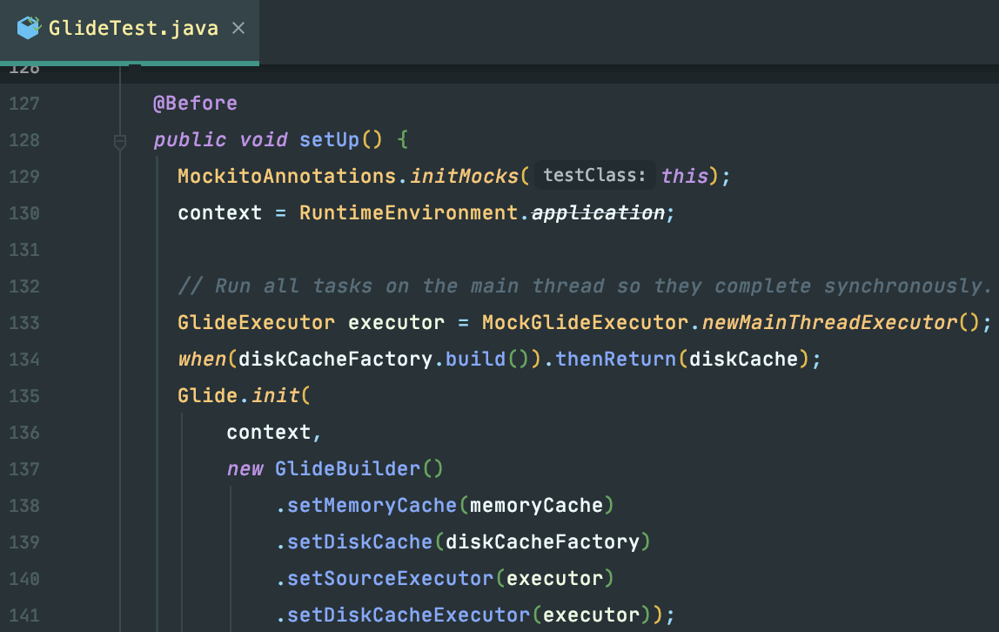 GlideTest.java
126
127 @Before
128 public void setUp() {
129 MockitoAnnotations.initMocks( testClass: this);
130 context = RuntimeEnvironment.application;
131
132 // Run all tasks on the main thread so they complete synchronously.
133 GlideExecutor executor = MockGlideExecutor.newMainThreadExecutor();
134 when(diskCacheFactory.build()).thenReturn(diskCache);
135 Glide.init(
136 context,
137 new GlideBuilder()
138 .setMemoryCache(memoryCache)
139 .setDiskCache(diskCacheFactory)
140 .setSourceExecutor(executor)
141 .setDiskCacheExecutor(executor));